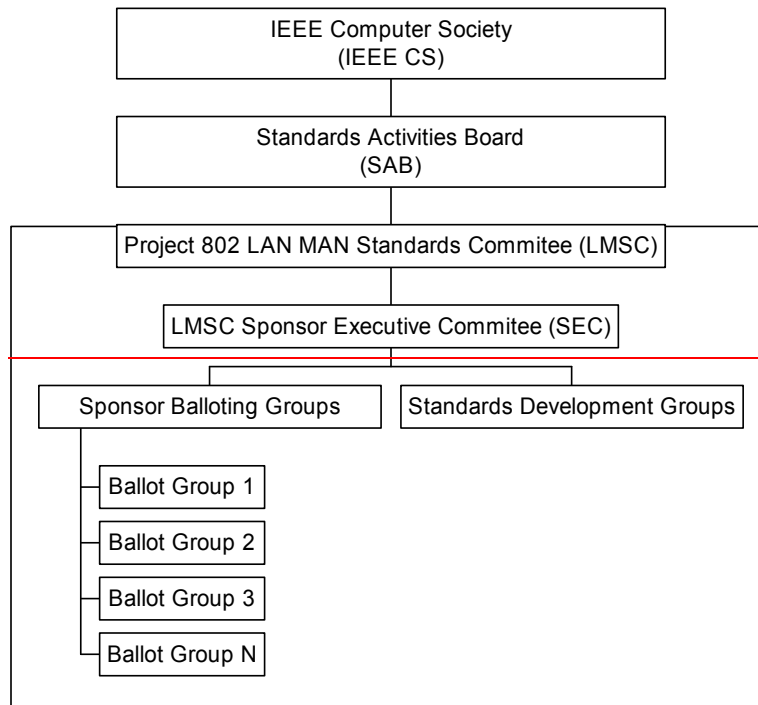 IEEE Computer Society
(IEEE CS)
Standards Activities Board
(SAB)
Project 802 LAN MAN Standards Commitee (LMSC)
LMSC Sponsor Executive Commitee (SEC)
Sponsor Balloting Groups
Standards Development Groups
Ballot Group 1
Ballot Group 2
Ballot Group 3
Ballot Group N